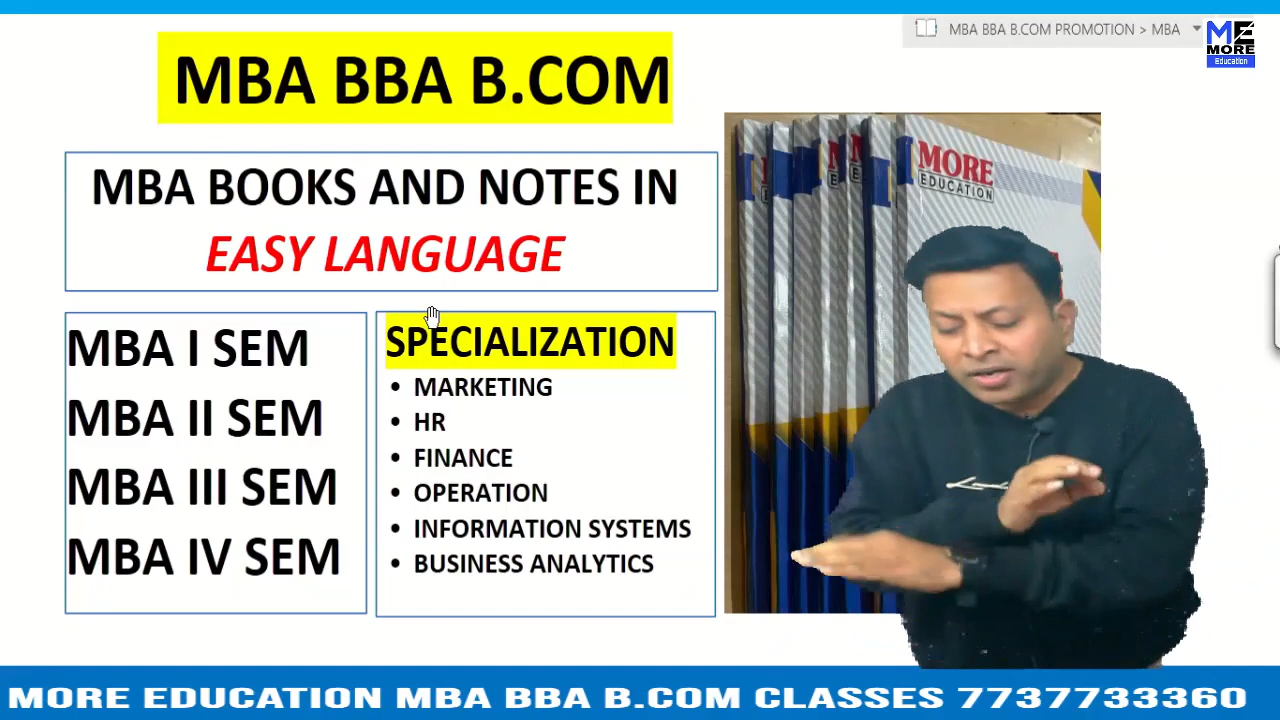 MBA BBA B.COM PROMOTION > MBA
ME
MORE
Education
MBA BBA B.COM
MBA BOOKS AND NOTES IN
EASY LANGUAGE
MBA I SEM
MBA II SEM
MBA III SEM
MBA IV SEM
SPECIALIZATION
• MARKETING
• HR
• FINANCE
• OPERATION
• INFORMATION SYSTEMS
• BUSINESS ANALYTICS
MORE
EDUCATION
MORE EDUCATION MBA BBA B.COM CLASSES 7737733360